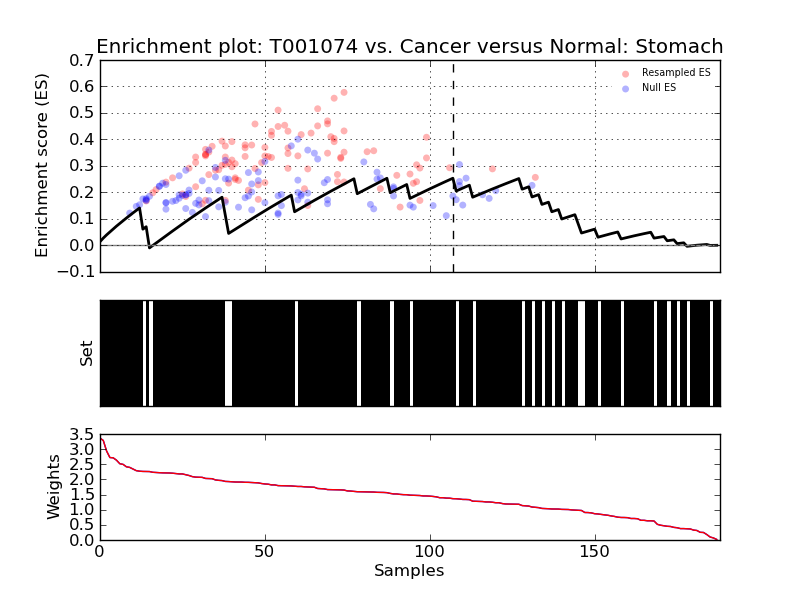 Enrichment plot: T001074 vs. Cancer versus Normal: Stomach
Enrichment score (ES)
0.7
0.6
0.5
0.4
0.3
0.2
0.1
0.0
−0.1
Resampled ES
Null ES
Set
Weights
3.5
3.0
2.5
2.0
1.5
1.0
0.5
0.0
0 50 100 150
Samples